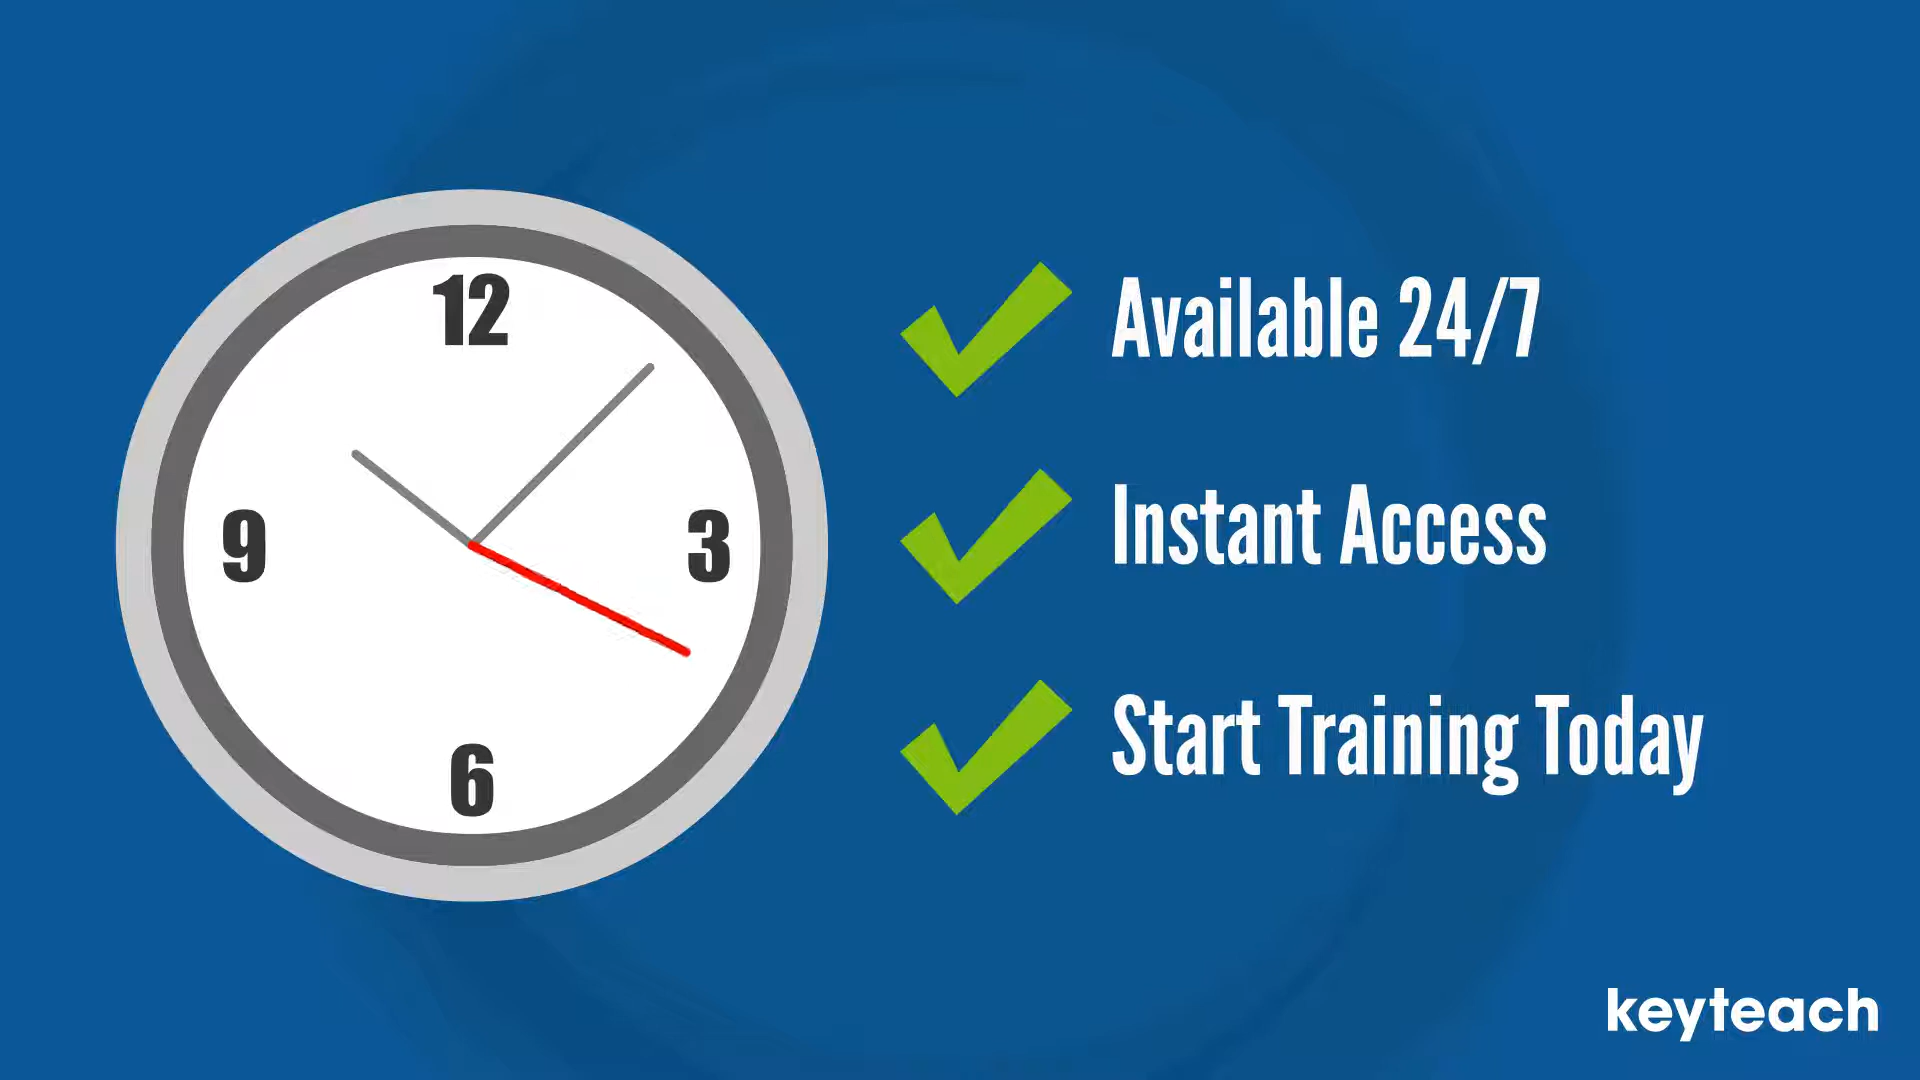 12
9
3
6
Available 24/7
Instant Access
Start Training Today
keyteach